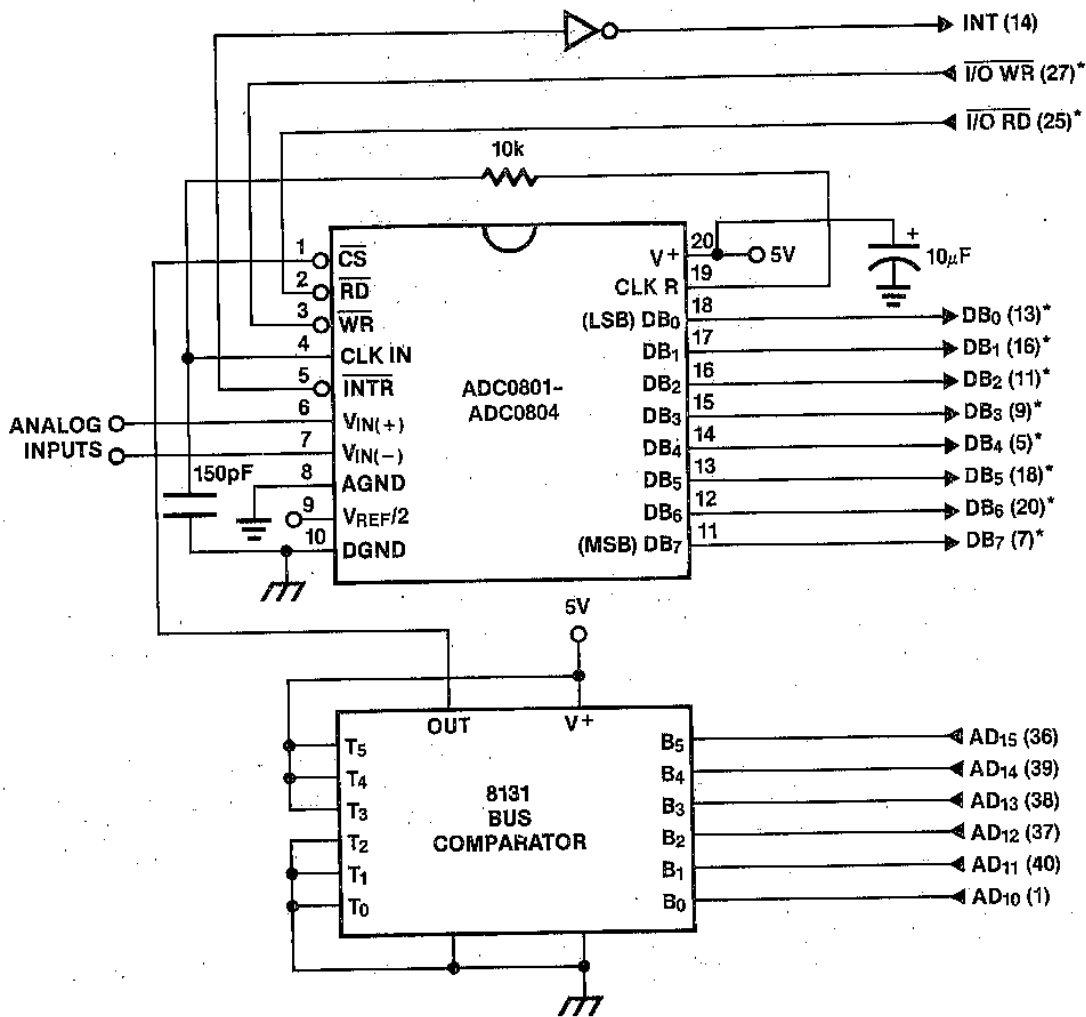 INT (14)
I/O WR (27)*
I/O RD (25)*
10k
1 CS
2 RD
3 WR
4 CLK IN
5 INTR
6 VIN(+)
7 VIN(–)
8 AGND
9 VREF/2
10 DGND
ANALOG
INPUTS
150pF
ADC0801-
ADC0804
V+ 20
5V
+
10μF
CLK R 19
(LSB) DB0 18
DB1 17
DB2 16
DB3 15
DB4 14
DB5 13
DB6 12
(MSB) DB7 11
DB0 (13)*
DB1 (16)*
DB2 (11)*
DB3 (9)*
DB4 (5)*
DB5 (18)*
DB6 (20)*
DB7 (7)*
5V
OUT
V+
T5
T4
T3
T2
T1
T0
8131
BUS
COMPARATOR
B5
B4
B3
B2
B1
B0
AD15 (36)
AD14 (39)
AD13 (38)
AD12 (37)
AD11 (40)
AD10 (1)